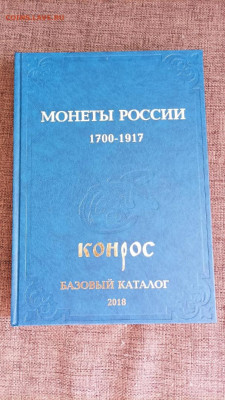 МОНЕТЫ РОССИИ
1700-1917
КОНРОС
БАЗОВЫЙ КАТАЛОГ
2018